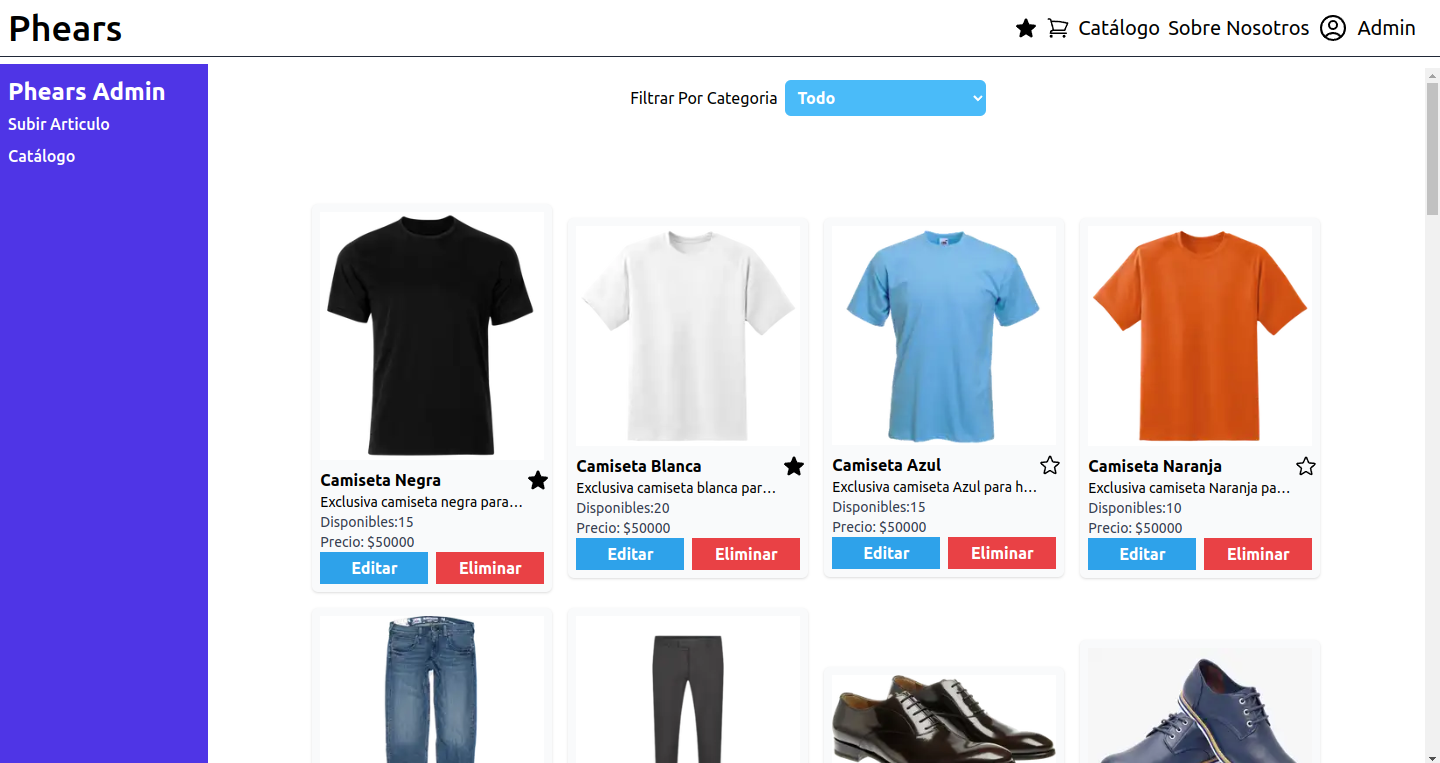 Phears
Catálogo Sobre Nosotros Admin
Phears Admin
Subir Articulo
Catálogo
Filtrar Por Categoria Todo
Camiseta Negra
Exclusiva camiseta negra para…
Disponibles:15
Precio: $50000
Editar Eliminar
Camiseta Blanca
Exclusiva camiseta blanca par…
Disponibles:20
Precio: $50000
Editar Eliminar
Camiseta Azul
Exclusiva camiseta Azul para h…
Disponibles:15
Precio: $50000
Editar Eliminar
Camiseta Naranja
Exclusiva camiseta Naranja pa…
Disponibles:10
Precio: $50000
Editar Eliminar